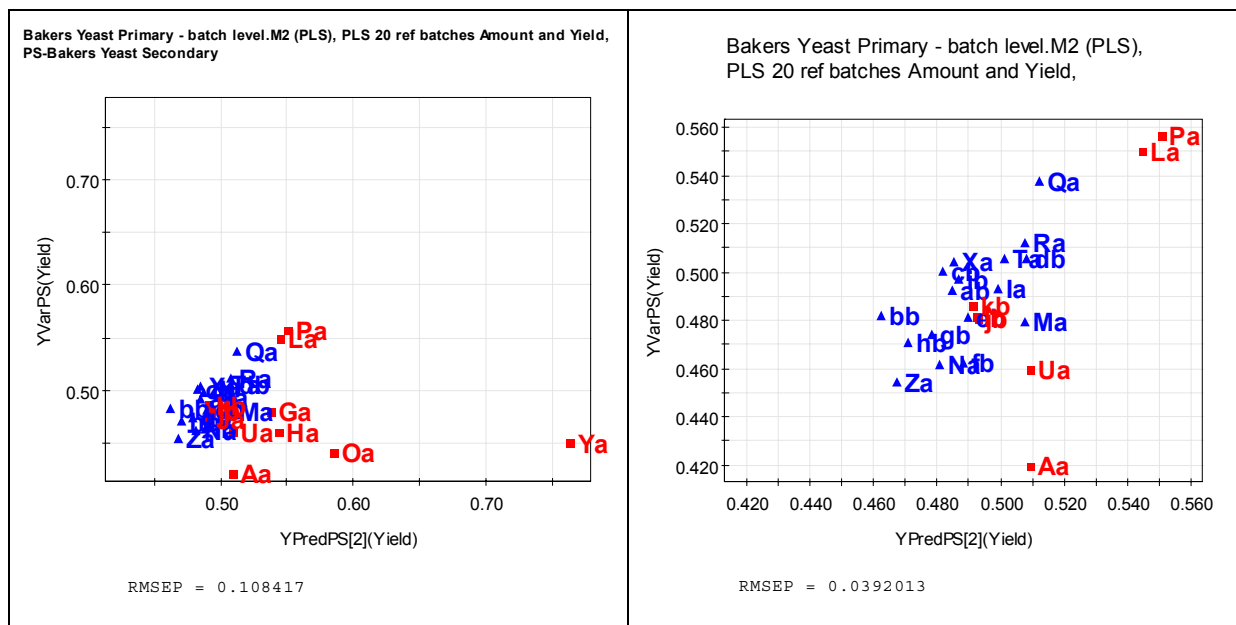 Bakers Yeast Primary - batch level.M2 (PLS), PLS 20 ref batches Amount and Yield,
PS-Bakers Yeast Secondary
YVarPS(Yield)
0.70
0.60
0.50
Pa
La
Qa
Ra
bb
Ma
Ga
Ua
Ha
Za
Oa
Ya
Aa
0.50
0.60
0.70
YPredPS[2](Yield)
RMSEP = 0.108417
Bakers Yeast Primary - batch level.M2 (PLS),
PLS 20 ref batches Amount and Yield,
YVarPS(Yield)
0.560
0.540
0.520
0.500
0.480
0.460
0.440
0.420
Pa
La
Qa
Ra
Xa
Ta
db
cb
ab
Ia
kb
bb
jb
Ma
gb
hb
Na
fb
Ua
Za
Aa
0.420
0.440
0.460
0.480
0.500
0.520
0.540
0.560
YPredPS[2](Yield)
RMSEP = 0.0392013